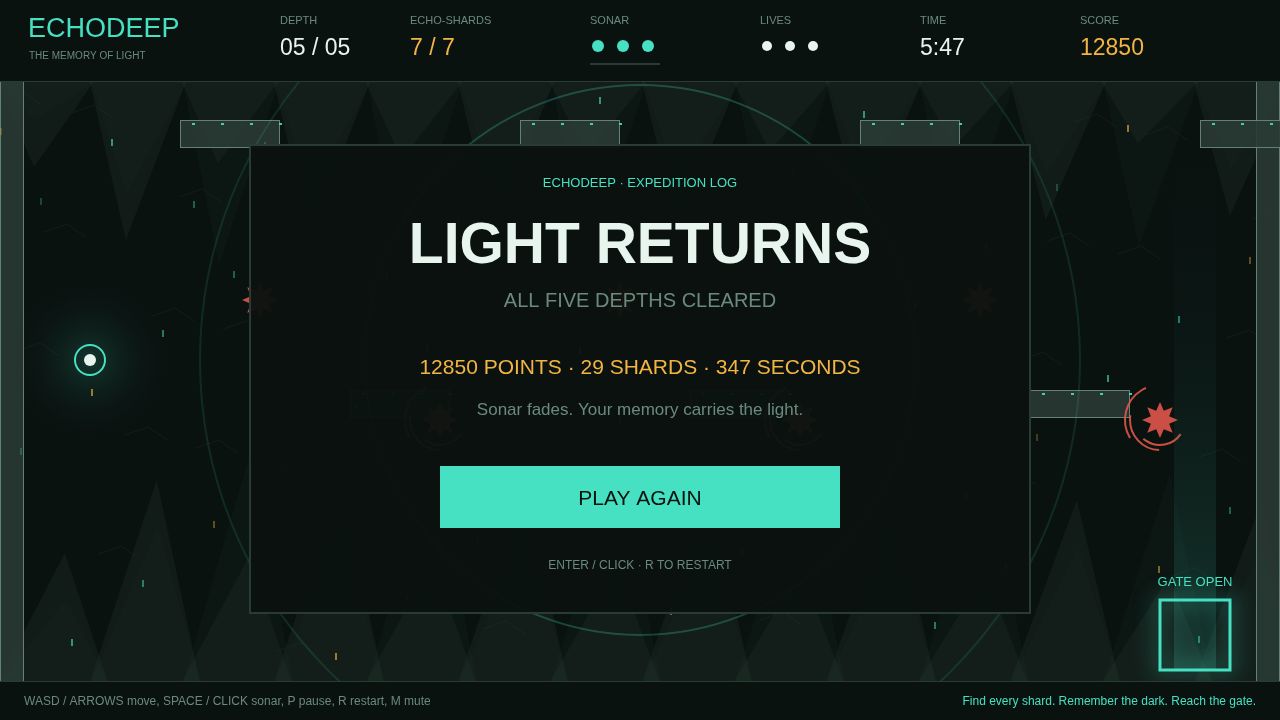 ECHODEEP
THE MEMORY OF LIGHT
DEPTH
05 / 05
ECHO-SHARDS
7 / 7
SONAR
LIVES
TIME
5:47
SCORE
12850
ECHODEEP · EXPEDITION LOG
LIGHT RETURNS
ALL FIVE DEPTHS CLEARED
12850 POINTS · 29 SHARDS · 347 SECONDS
Sonar fades. Your memory carries the light.
PLAY AGAIN
ENTER / CLICK · R TO RESTART
GATE OPEN
WASD / ARROWS move, SPACE / CLICK sonar, P pause, R restart, M mute
Find every shard. Remember the dark. Reach the gate.